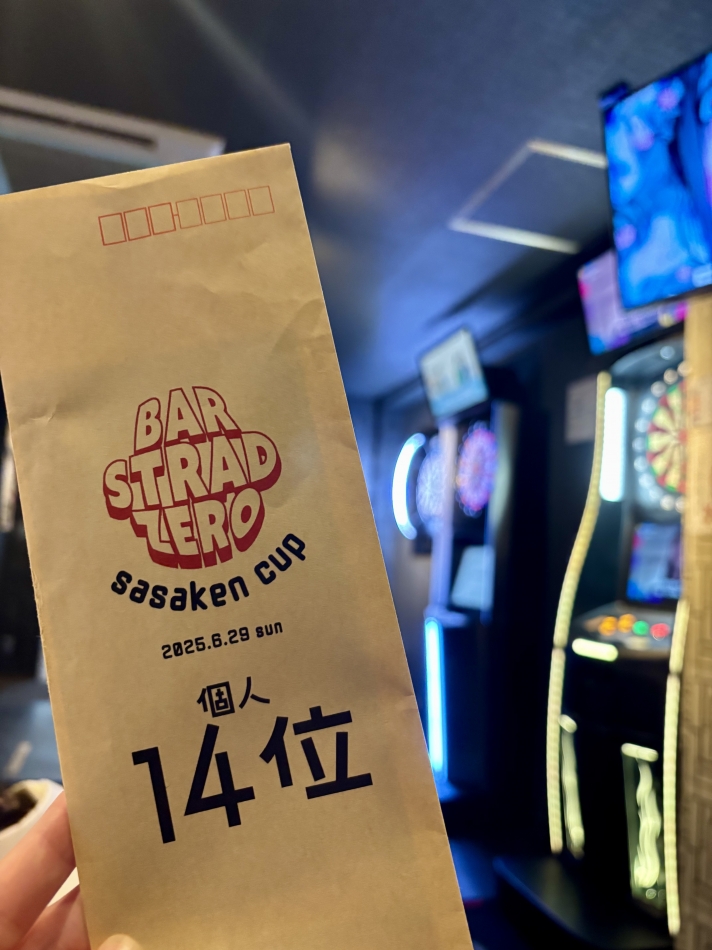 BAR
STRAD
ZERO
sasaken cup
2025.6.29 sun
個人
14位